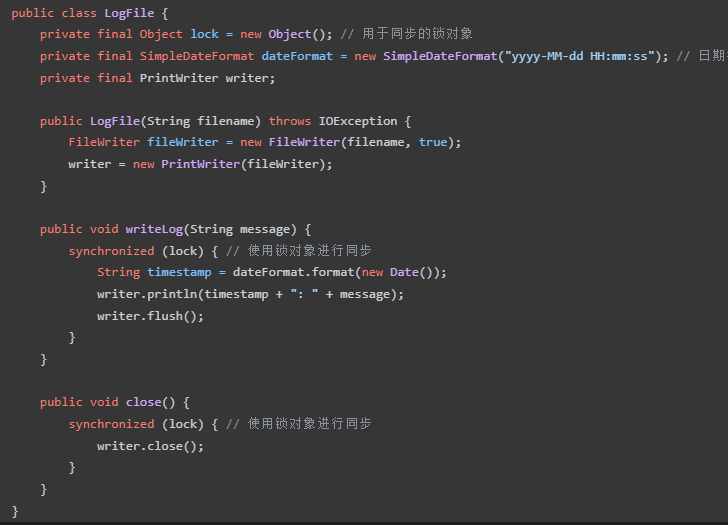 public class LogFile {
    private final Object lock = new Object(); // 用于同步的锁对象
    private final SimpleDateFormat dateFormat = new SimpleDateFormat("yyyy-MM-dd HH:mm:ss"); // 日期
    private final PrintWriter writer;

    public LogFile(String filename) throws IOException {
        FileWriter fileWriter = new FileWriter(filename, true);
        writer = new PrintWriter(fileWriter);
    }

    public void writeLog(String message) {
        synchronized (lock) { // 使用锁对象进行同步
            String timestamp = dateFormat.format(new Date());
            writer.println(timestamp + ": " + message);
            writer.flush();
        }
    }

    public void close() {
        synchronized (lock) { // 使用锁对象进行同步
            writer.close();
        }
    }
}